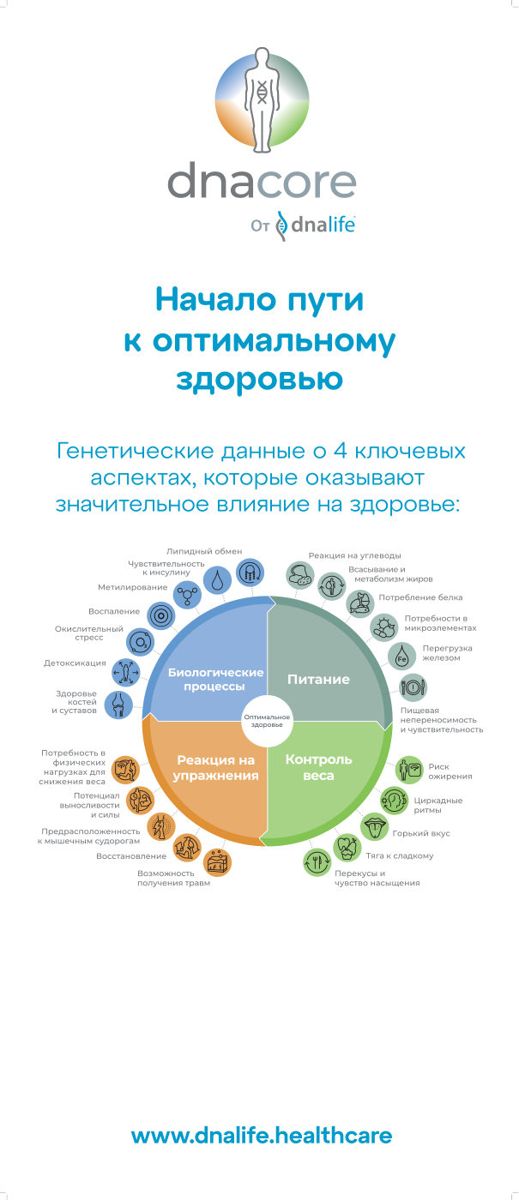 dnacore
От dnalife
Начало пути
к оптимальному
здоровью
Генетические данные о 4 ключевых
аспектах, которые оказывают
значительное влияние на здоровье:
Липидный обмен
Чувствительность
к инсулину
Метилирование
Воспаление
Окислительный
стресс
Детоксикация
Здоровье
костей
и суставов
Реакция на углеводы
Всасывание и
метаболизм жиров
Потребление белка
Потребности в
микроэлементах
Перегрузка
железом
Fe
Пищевая
непереносимость
и чувствительность
Биологические
процессы
Питание
Оптимальное
здоровье
Реакция на
упражнения
Контроль
веса
Потребность в
физических
нагрузках для
снижения веса
Потенциал
выносливости
и силы
Предрасположенность
к мышечным судорогам
Восстановление
Возможность
получения травм
Риск
ожирения
Циркадные
ритмы
Горький вкус
Тяга к сладкому
Перекусы и
чувство насыщения
www.dnalife.healthcare